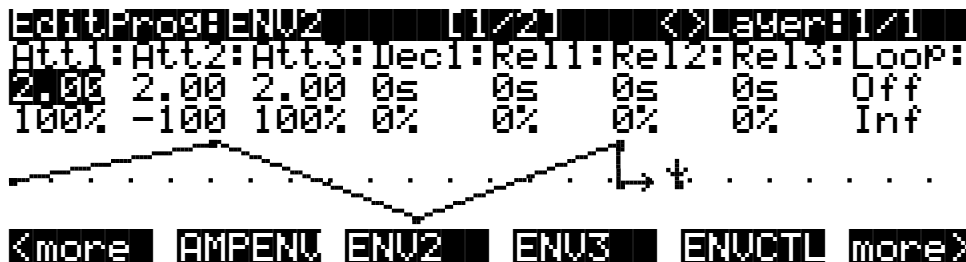 EditProg:ENV2 [1/2] <>Layer:1/1
Att1:Att2:Att3:Dec1:Rel1:Rel2:Rel3:Loop:
2.00 2.00 2.00 0s 0s 0s 0s Off
100% -100 100% 0% 0% 0% 0% Inf
<more AMPENV ENV2 ENV3 ENVCTL more>